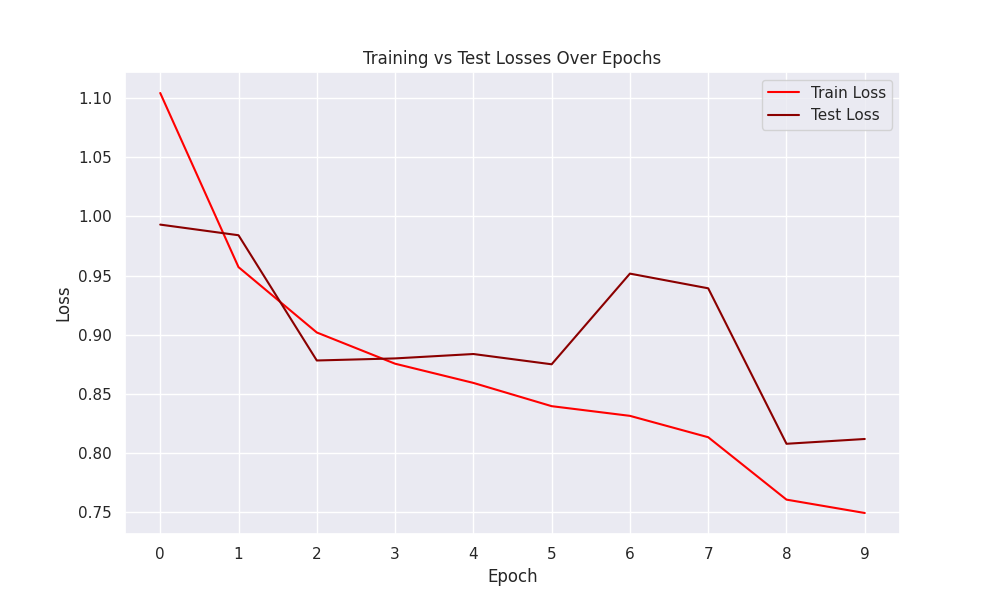 Training vs Test Losses Over Epochs
Train Loss
Test Loss
1.10
1.05
1.00
0.95
0.90
0.85
0.80
0.75
Loss
0 1 2 3 4 5 6 7 8 9
Epoch